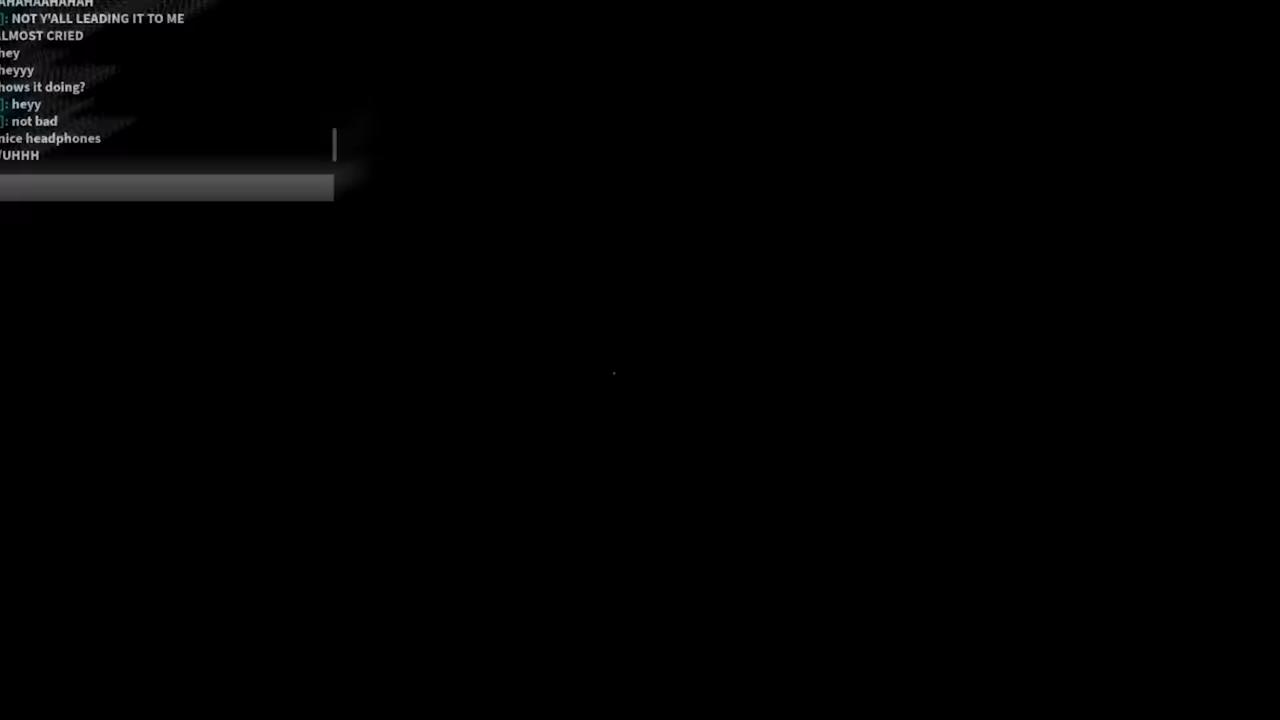 AHAHAAHAHAH
]: NOT Y'ALL LEADING IT TO ME
ALMOST CRIED
hey
heyyy
hows it doing?
]: heyy
]: not bad
nice headphones
UHHH